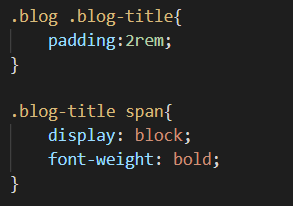 .blog .blog-title{
    padding:2rem;
}

.blog-title span{
    display: block;
    font-weight: bold;
}